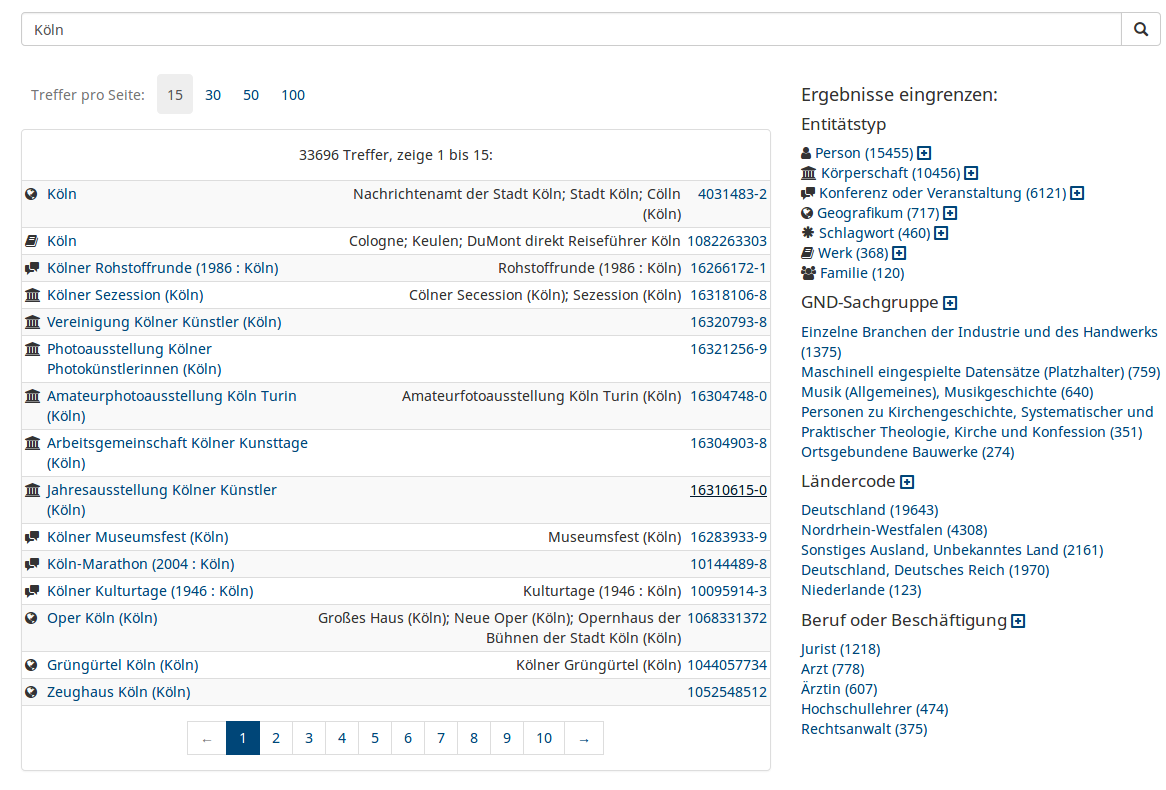 Köln
Treffer pro Seite: 15 30 50 100
33696 Treffer, zeige 1 bis 15:
Köln Nachrichtenamt der Stadt Köln; Stadt Köln; Cölln 4031483-2
(Köln)
Köln Cologne; Keulen; DuMont direkt Reiseführer Köln 1082263303
Kölner Rohstoffrunde (1986 : Köln) Rohstoffrunde (1986 : Köln) 16266172-1
Kölner Sezession (Köln) Cölner Secession (Köln); Sezession (Köln) 16318106-8
Vereinigung Kölner Künstler (Köln) 16320793-8
Photoausstellung Kölner 16321256-9
Photokünstlerinnen (Köln)
Amateurphotoausstellung Köln Turin Amateurfotoausstellung Köln Turin (Köln) 16304748-0
(Köln)
Arbeitsgemeinschaft Kölner Kunsttage 16304903-8
(Köln)
Jahresausstellung Kölner Künstler 16310615-0
(Köln)
Kölner Museumsfest (Köln) Museumsfest (Köln) 16283933-9
Köln-Marathon (2004 : Köln) 10144489-8
Kölner Kulturtage (1946 : Köln) Kulturtage (1946 : Köln) 10095914-3
Oper Köln (Köln) Großes Haus (Köln); Neue Oper (Köln); Opernhaus der 1068331372
Bühnen der Stadt Köln (Köln)
Grüngürtel Köln (Köln) Kölner Grüngürtel (Köln) 1044057734
Zeughaus Köln (Köln) 1052548512
← 1 2 3 4 5 6 7 8 9 10 →
Ergebnisse eingrenzen:
Entitätstyp
Person (15455)
Körperschaft (10456)
Konferenz oder Veranstaltung (6121)
Geografikum (717)
Schlagwort (460)
Werk (368)
Familie (120)
GND-Sachgruppe
Einzelne Branchen der Industrie und des Handwerks
(1375)
Maschinell eingespielte Datensätze (Platzhalter) (759)
Musik (Allgemeines), Musikgeschichte (640)
Personen zu Kirchengeschichte, Systematischer und
Praktischer Theologie, Kirche und Konfession (351)
Ortsgebundene Bauwerke (274)
Ländercode
Deutschland (19643)
Nordrhein-Westfalen (4308)
Sonstiges Ausland, Unbekanntes Land (2161)
Deutschland, Deutsches Reich (1970)
Niederlande (123)
Beruf oder Beschäftigung
Jurist (1218)
Arzt (778)
Ärztin (607)
Hochschullehrer (474)
Rechtsanwalt (375)